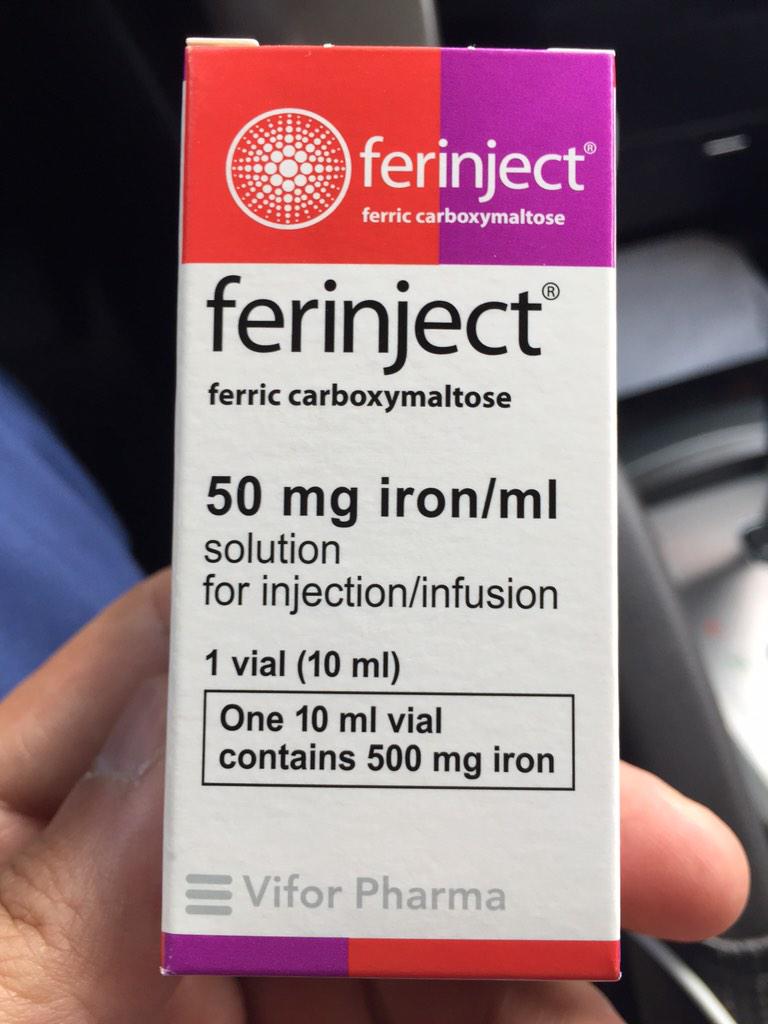 ferinject®
ferric carboxymaltose
ferinject®
ferric carboxymaltose
50 mg iron/ml
solution
for injection/infusion
1 vial (10 ml)
One 10 ml vial
contains 500 mg iron
Vifor Pharma